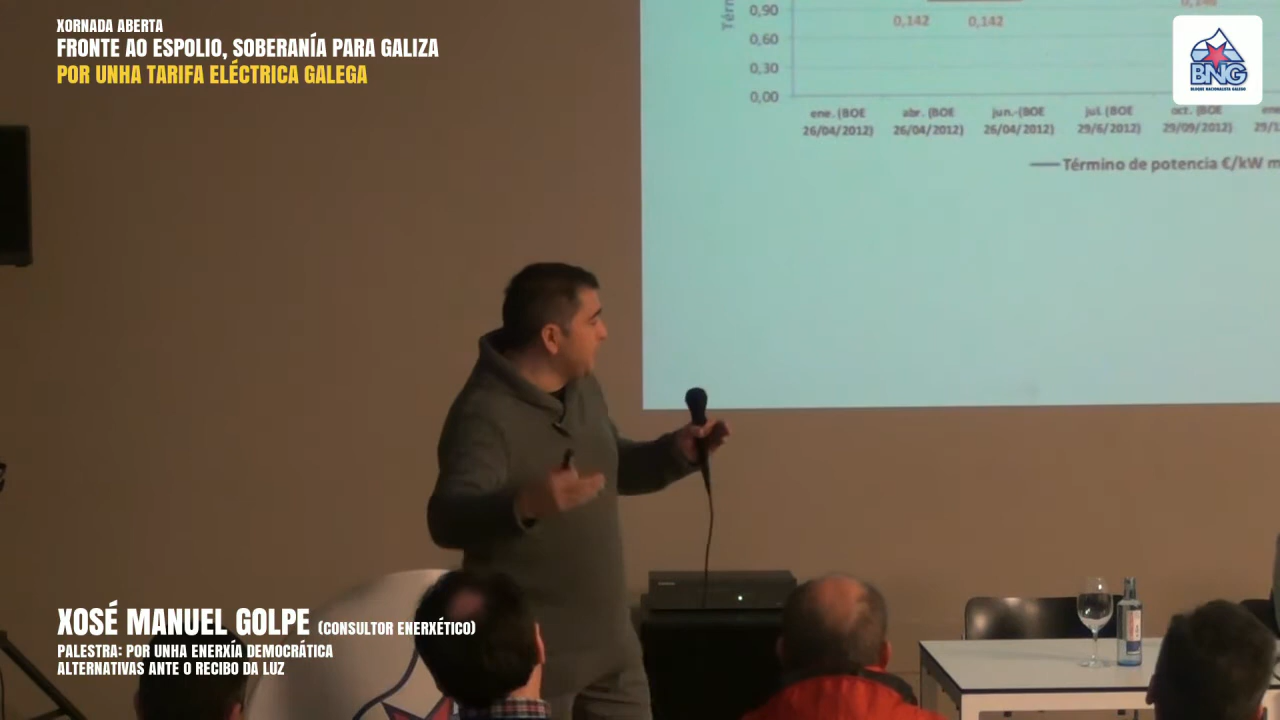 XORNADA ABERTA
FRONTE AO ESPOLIO, SOBERANÍA PARA GALIZA
POR UNHA TARIFA ELÉCTRICA GALEGA
BNG
BLOQUE NACIONALISTA GALEGO
0,90
0,142
0,142
0,60
0,30
0,00
ene. (BOE abr. (BOE jun.-(BOE jul. (BOE oct. (BOE
26/04/2012) 26/04/2012) 26/04/2012) 29/6/2012) 29/09/2012)
Término de potencia €/kW
XOSÉ MANUEL GOLPE (CONSULTOR ENERXÉTICO)
PALESTRA: POR UNHA ENERXÍA DEMOCRÁTICA
ALTERNATIVAS ANTE O RECIBO DA LUZ